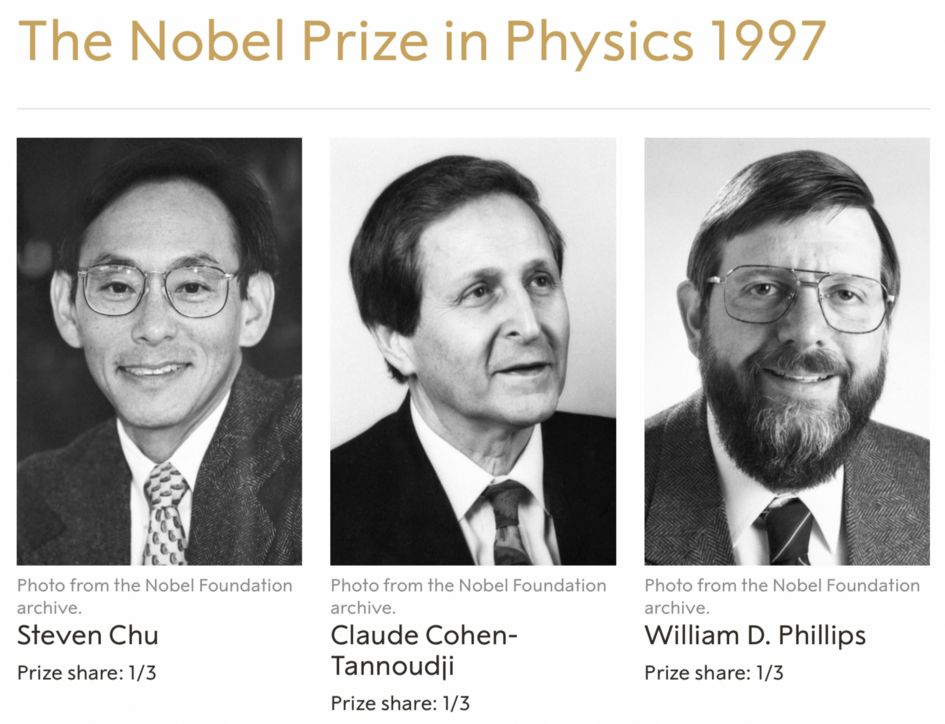 The Nobel Prize in Physics 1997
Photo from the Nobel Foundation
archive.
Steven Chu
Prize share: 1/3
Photo from the Nobel Foundation
archive.
Claude Cohen-
Tannoudji
Prize share: 1/3
Photo from the Nobel Foundation
archive.
William D. Phillips
Prize share: 1/3